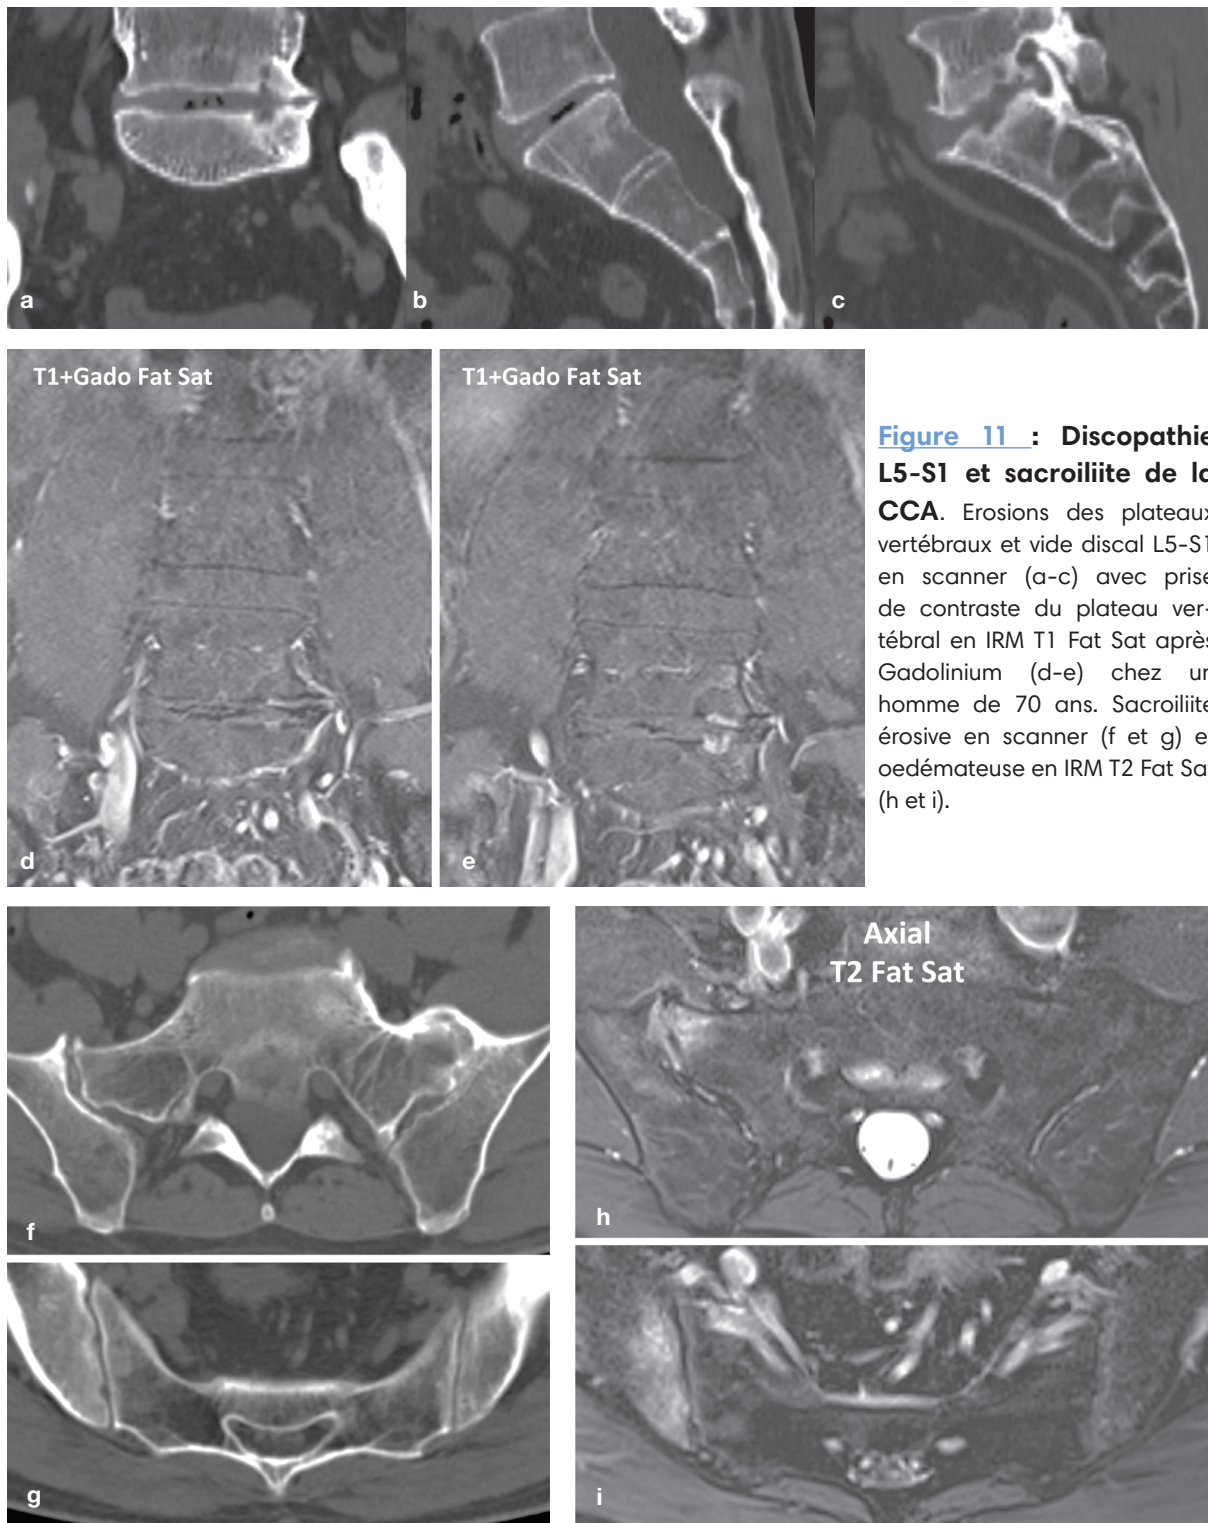 a
b
c
T1+Gado Fat Sat
T1+Gado Fat Sat
d
e
Figure 11 : Discopathie
L5-S1 et sacroiliite de la
CCA. Erosions des plateaux
vertébraux et vide discal L5-S1
en scanner (a-c) avec prise
de contraste du plateau ver-
tébral en IRM T1 Fat Sat après
Gadolinium (d-e) chez un
homme de 70 ans. Sacroiliite
érosive en scanner (f et g) et
oedémateuse en IRM T2 Fat Sat
(h et i).
f
Axial
T2 Fat Sat
h
g
i